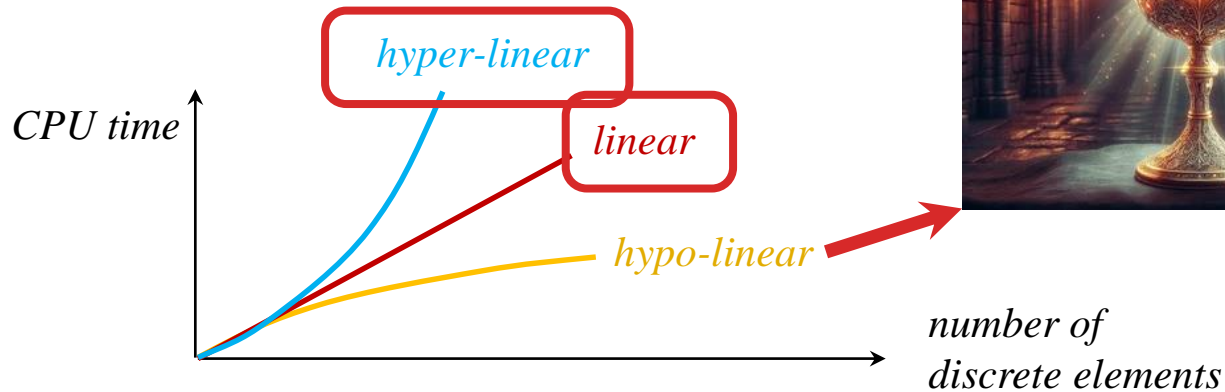 hyper-linear
CPU time
linear
hypo-linear
number of
discrete elements